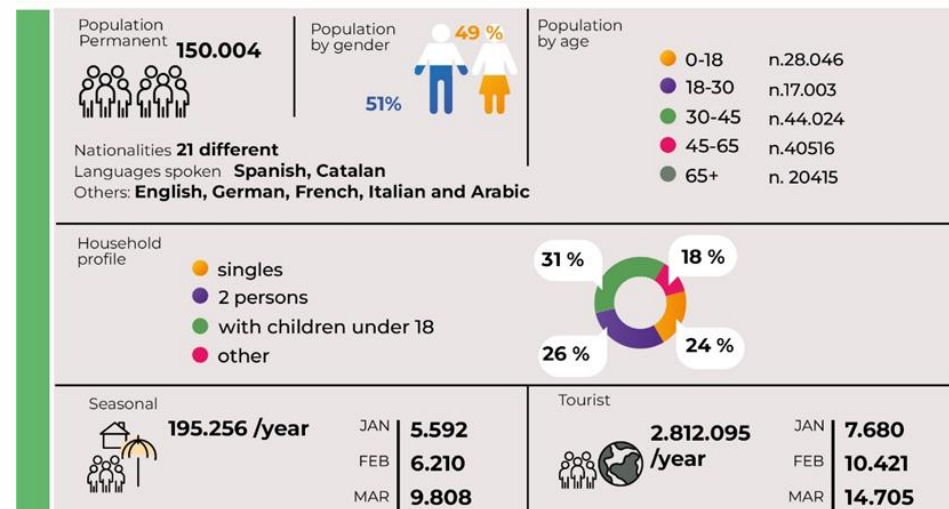 Population
Permanent 150.004
Population
by gender
49 %
51%
Population
by age
0-18 n.28.046
18-30 n.17.003
30-45 n.44.024
45-65 n.40516
65+ n. 20415
Nationalities 21 different
Languages spoken Spanish, Catalan
Others: English, German, French, Italian and Arabic
Household
profile
singles
2 persons
with children under 18
other
31 %
18 %
26 %
24 %
Seasonal
195.256 /year
JAN 5.592
FEB 6.210
MAR 9.808
Tourist
2.812.095
/year
JAN 7.680
FEB 10.421
MAR 14.705